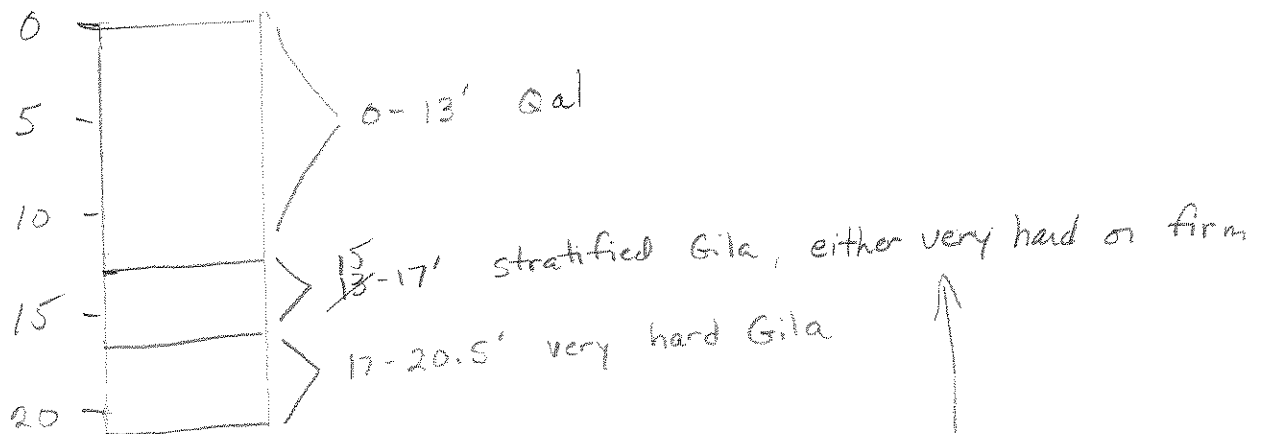 0
5
0-13' Qal
10
15 13-17' stratified Gila, either very hard or firm
15
17-20.5' very hard Gila
20